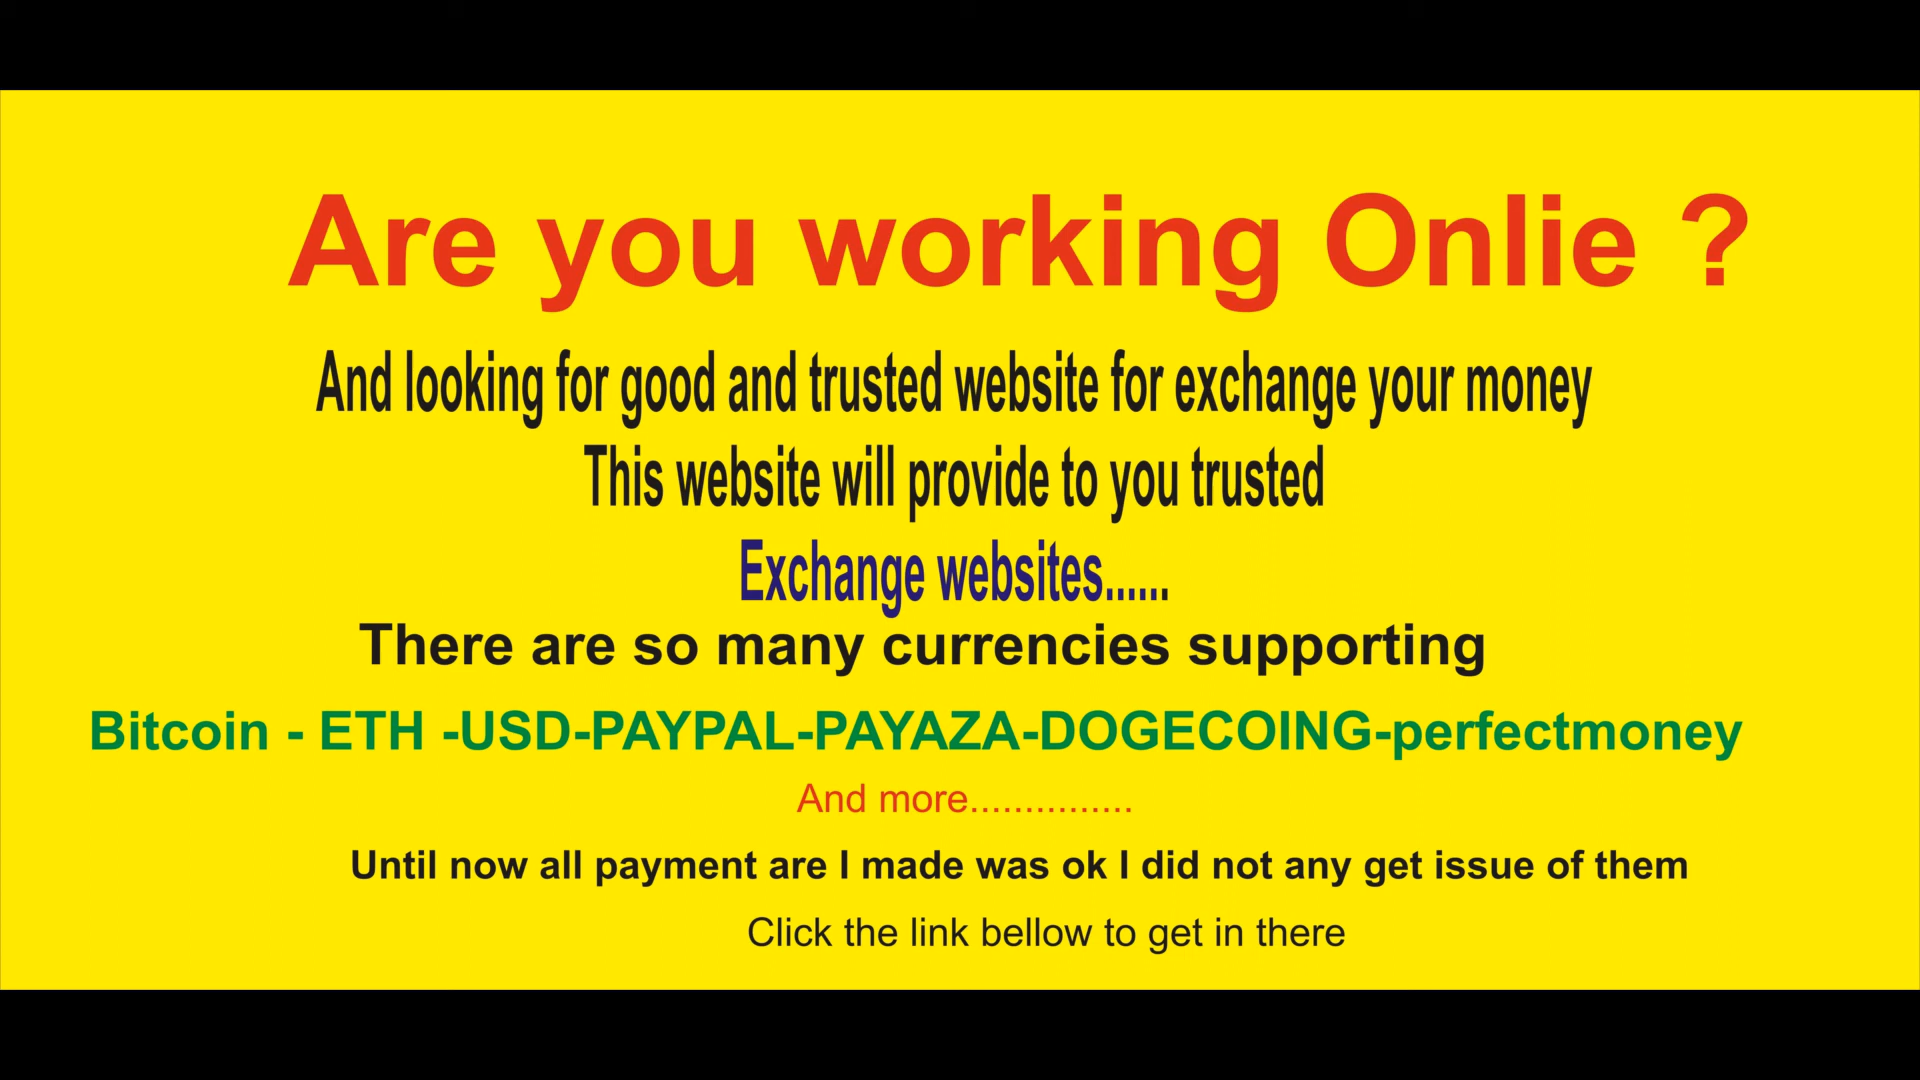 Are you working Onlie ?
And looking for good and trusted website for exchange your money
This website will provide to you trusted
Exchange websites......
There are so many currencies supporting
Bitcoin - ETH -USD-PAYPAL-PAYAZA-DOGECOING-perfectmoney
And more...............
Until now all payment are I made was ok I did not any get issue of them
Click the link bellow to get in there